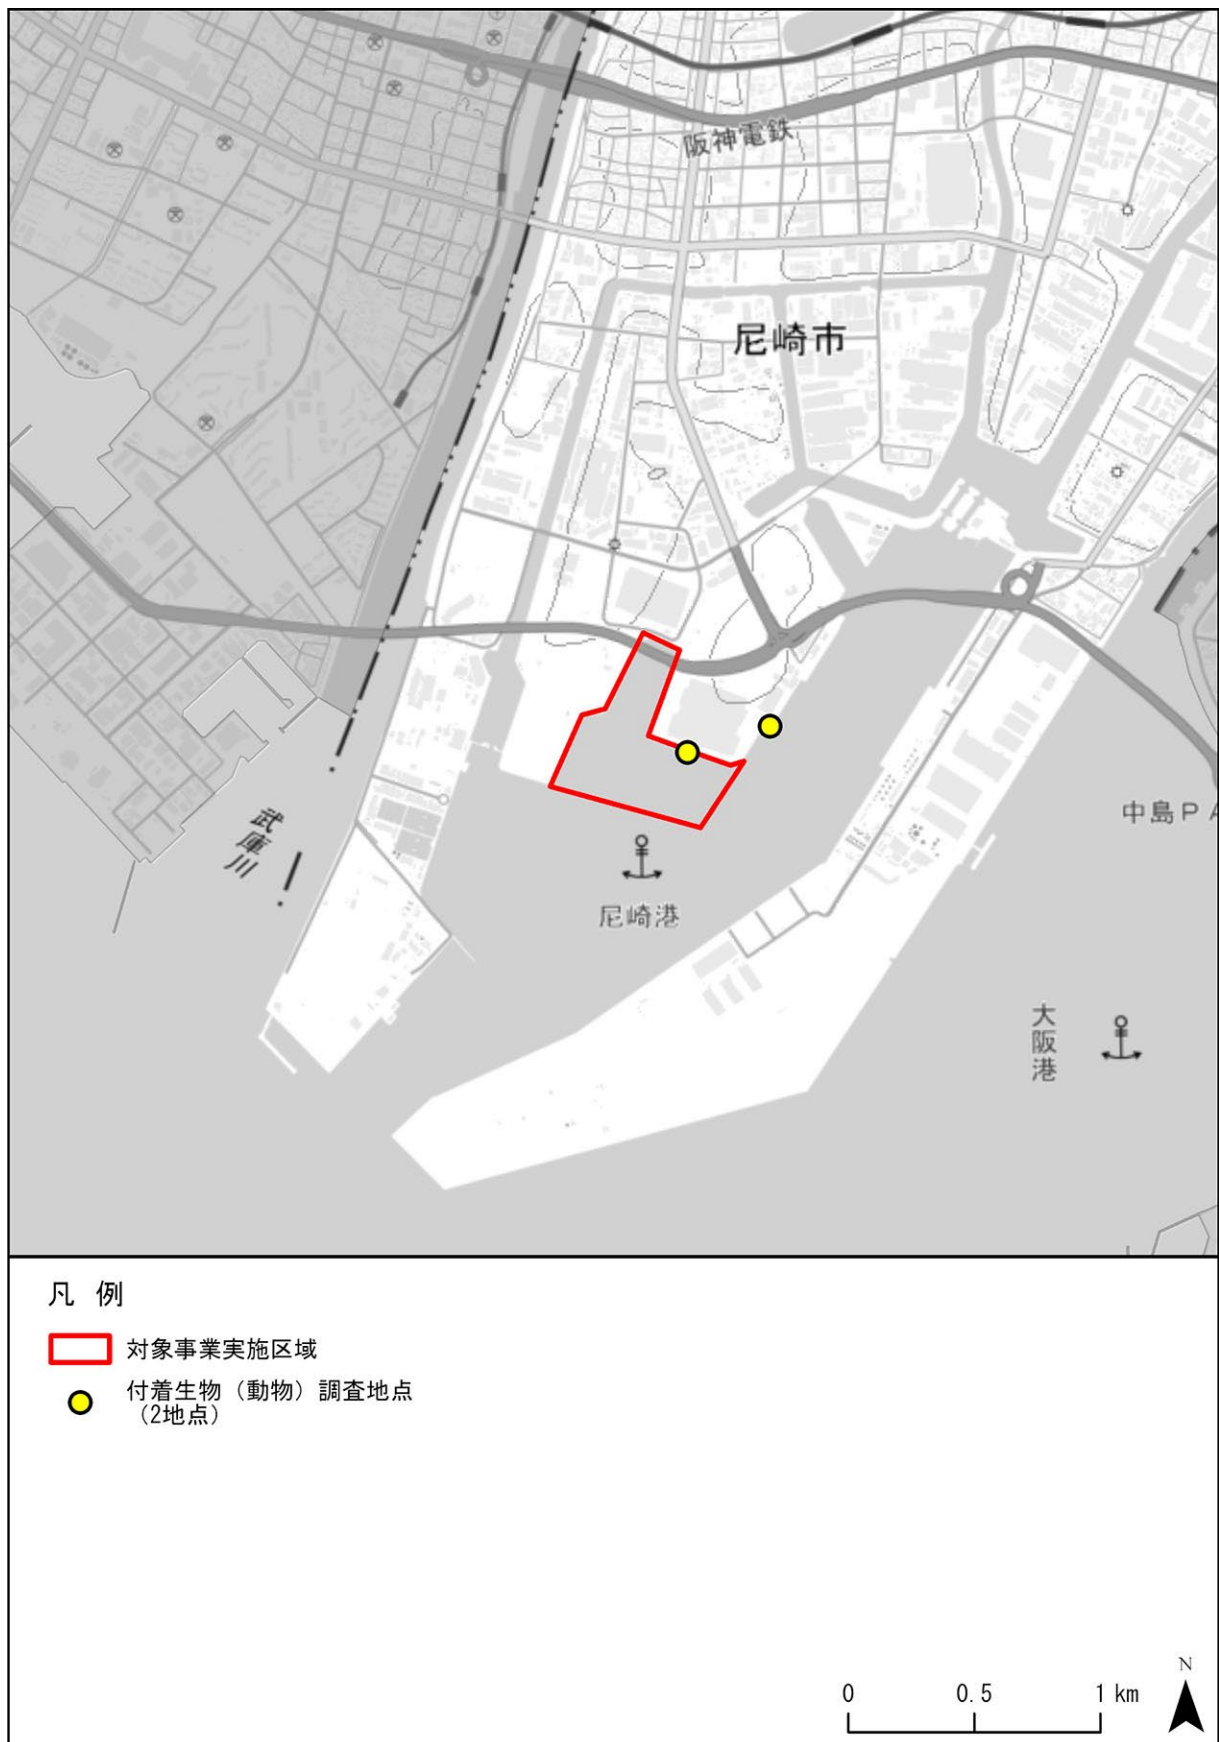 阪神電鉄
尼崎市
武庫川
尼崎港
中島PA
大阪港
凡 例
対象事業実施区域
付着生物（動物）調査地点
（2地点）
N
0 0.5 1 km